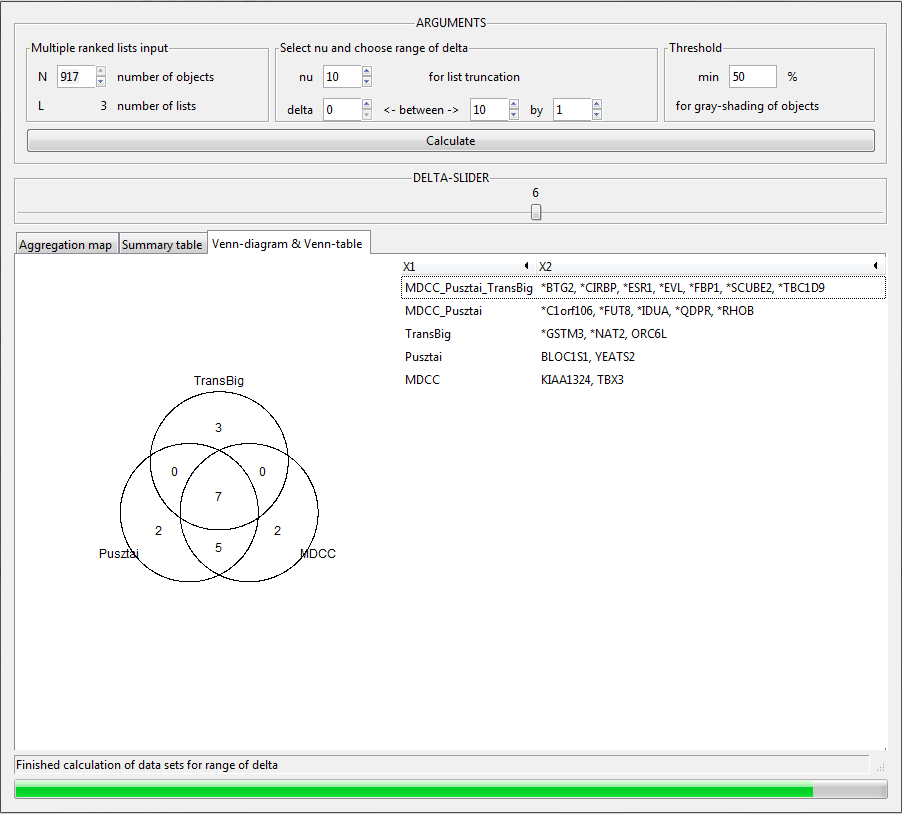 ARGUMENTS
Multiple ranked lists input
Select nu and choose range of delta
Threshold
N 917 number of objects
nu 10 for list truncation
min 50 %
L 3 number of lists
delta 0 <- between -> 10 by 1
for gray-shading of objects
Calculate
DELTA-SLIDER
6
Aggregation map Summary table Venn-diagram & Venn-table
X1 X2
MDCC_Pusztai_TransBig *BTG2, *CIRBP, *ESR1, *EVL, *FBP1, *SCUBE2, *TBC1D9
MDCC_Pusztai *C1orf106, *FUT8, *IDUA, *QDPR, *RHOB
TransBig *GSTM3, *NAT2, ORC6L
Pusztai BLOC1S1, YEATS2
MDCC KIAA1324, TBX3
TransBig
3
0 0
7
2 2
5
Pusztai MDCC
Finished calculation of data sets for range of delta